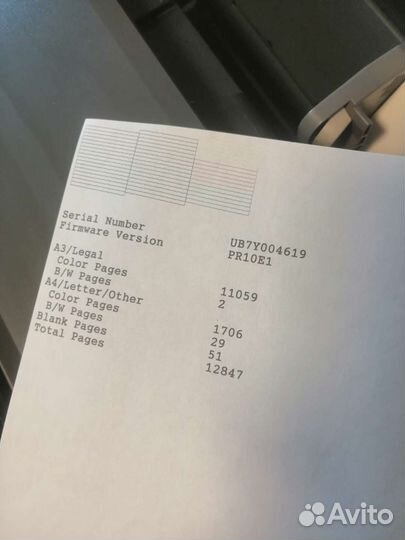 Serial Number UB7Y004619
Firmware Version PR10E1
A3/Legal
Color Pages 11059
B/W Pages 2
A4/Letter/Other
Color Pages 1706
B/W Pages 29
Blank Pages 51
Total Pages 12847
Avito